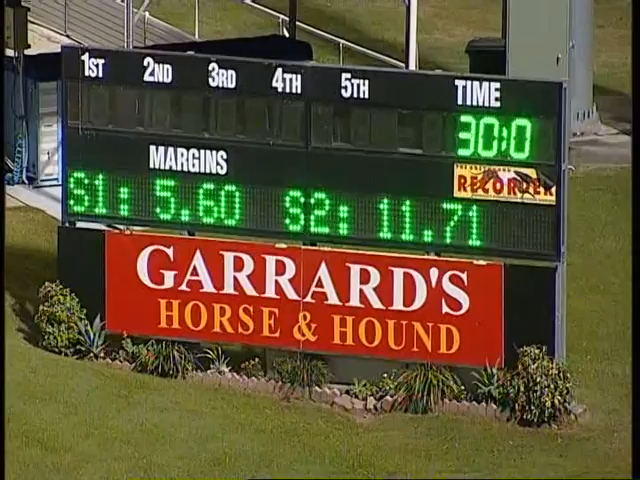 1ST 2ND 3RD 4TH 5TH TIME
30:0
MARGINS
RECORDER
S1: 5.60 S2: 11.71
GARRARD'S
HORSE & HOUND